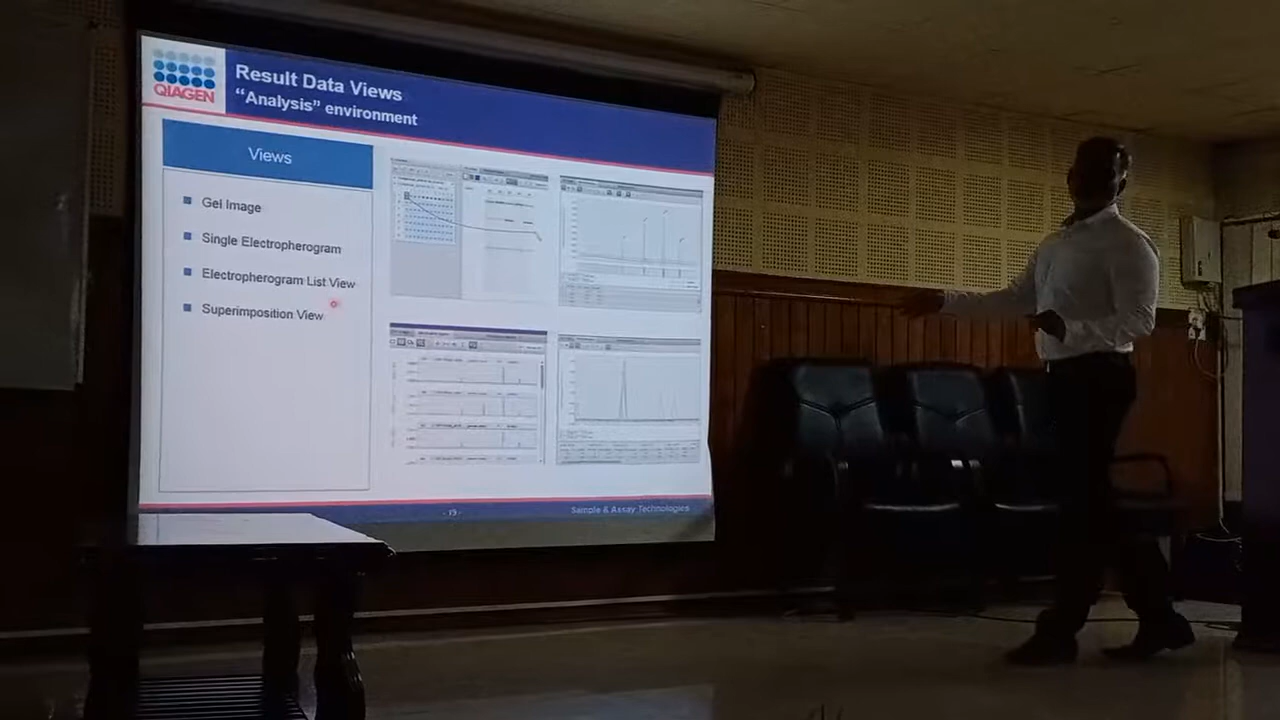 QIAGEN
Result Data Views
“Analysis” environment
Views
Gel Image
Single Electropherogram
Electropherogram List View
Superimposition View
- 19 -
Sample & Assay Technologies